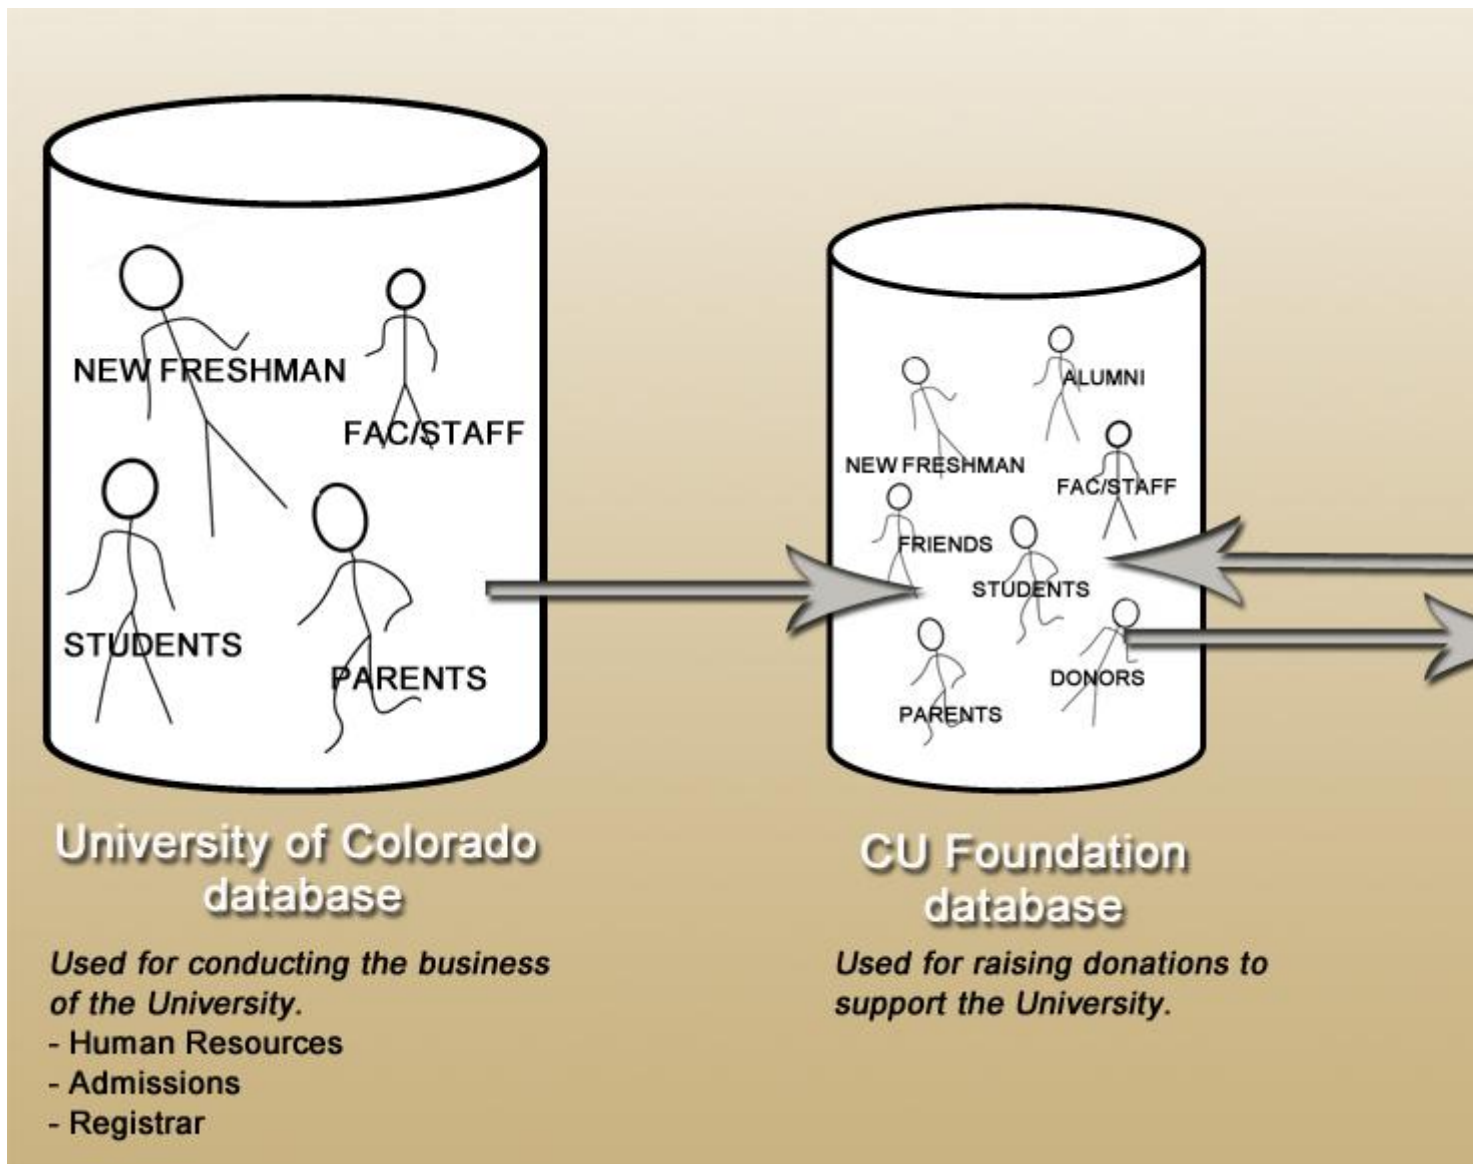 NEW FRESHMAN
FAC/STAFF
STUDENTS
PARENTS
University of Colorado
database
Used for conducting the business
of the University.
- Human Resources
- Admissions
- Registrar
ALUMNI
NEW FRESHMAN
FAC/STAFF
FRIENDS
STUDENTS
DONORS
PARENTS
CU Foundation
database
Used for raising donations to
support the University.